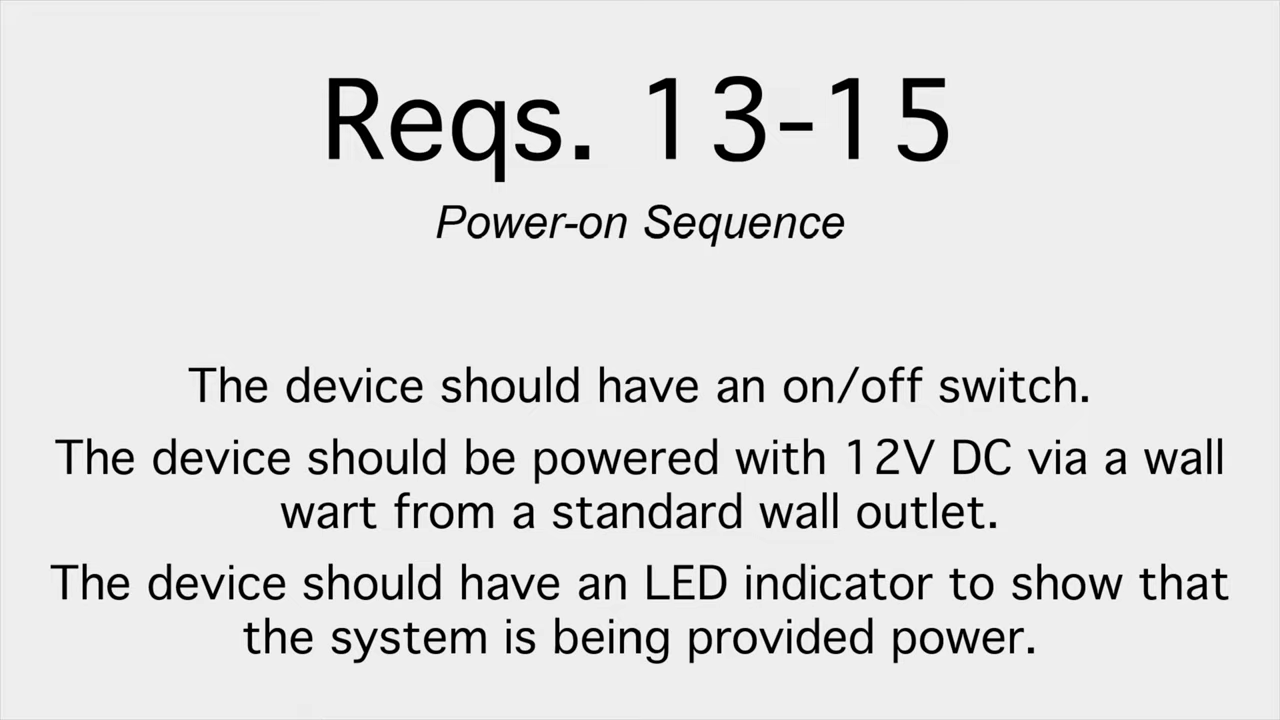 Reqs. 13-15
Power-on Sequence
The device should have an on/off switch.
The device should be powered with 12V DC via a wall
wart from a standard wall outlet.
The device should have an LED indicator to show that
the system is being provided power.